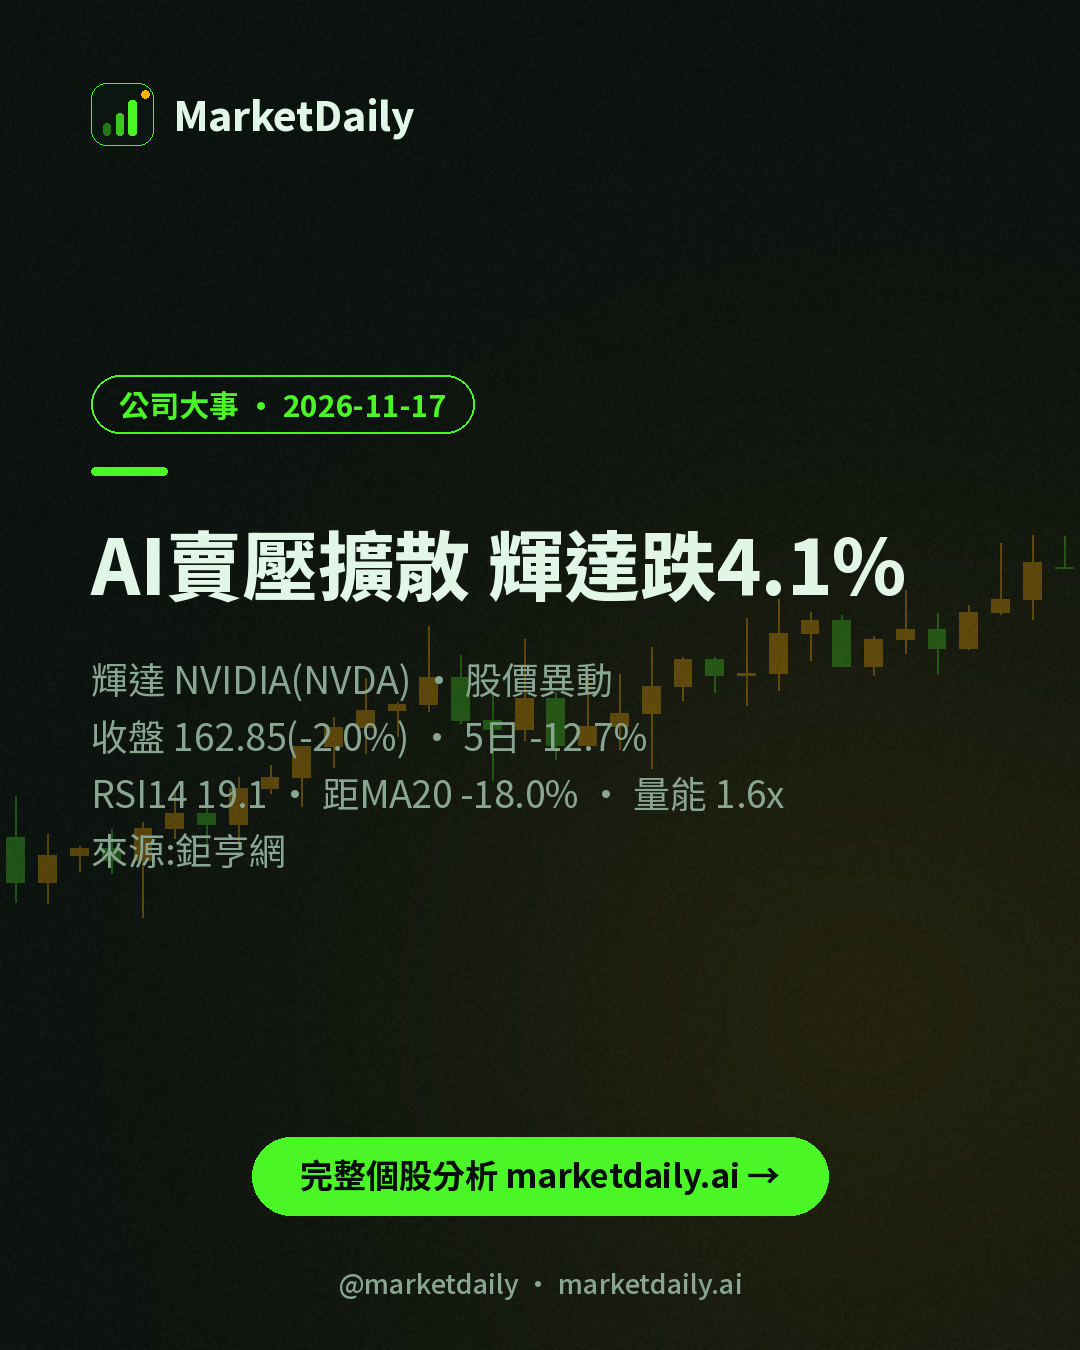 MarketDaily
公司大事 • 2026-11-17
AI賣壓擴散 輝達跌4.1%
輝達 NVIDIA(NVDA) • 股價異動
收盤 162.85(-2.0%) • 5日 -12.7%
RSI14 19.1 • 距MA20 -18.0% • 量能 1.6x
來源:鉅亨網
完整個股分析 marketdaily.ai →
@marketdaily • marketdaily.ai